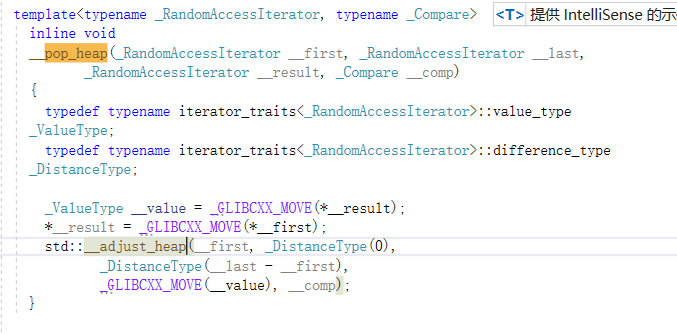 template<typename _RandomAccessIterator, typename _Compare> <T> 提供 IntelliSense 的示
inline void
__pop_heap(_RandomAccessIterator __first, _RandomAccessIterator __last,
_RandomAccessIterator __result, _Compare __comp)
{
typedef typename iterator_traits<_RandomAccessIterator>::value_type
_ValueType;
typedef typename iterator_traits<_RandomAccessIterator>::difference_type
_DistanceType;
_ValueType __value = _GLIBCXX_MOVE(*__result);
*__result = _GLIBCXX_MOVE(*__first);
std::__adjust_heap(__first, _DistanceType(0),
_DistanceType(__last - __first),
_GLIBCXX_MOVE(__value), __comp);
}